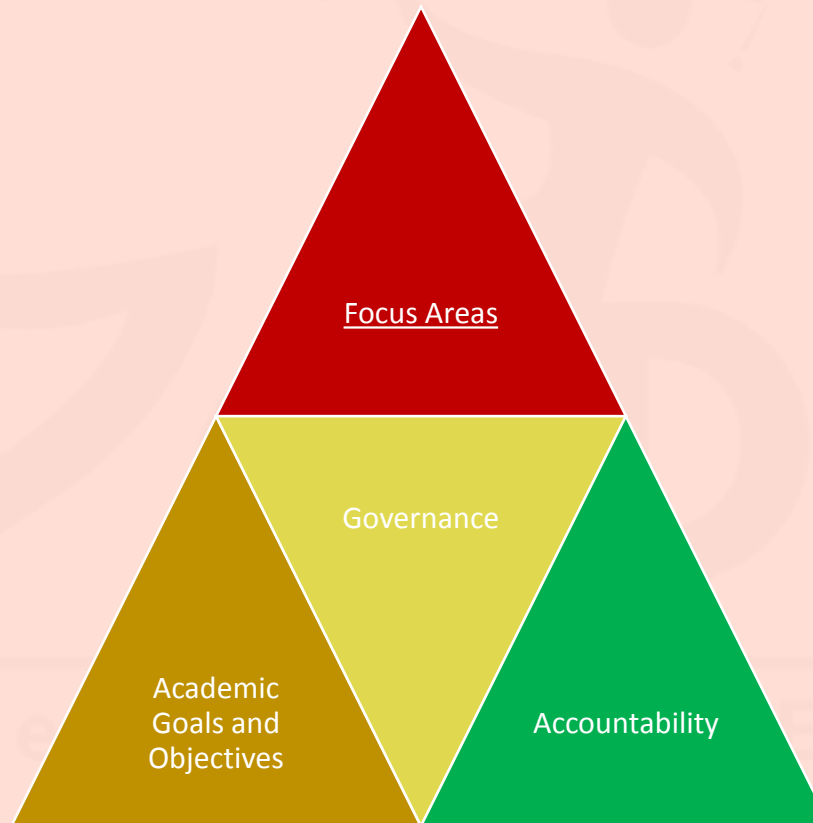 Focus Areas
Governance
Academic
Goals and
Objectives
Accountability